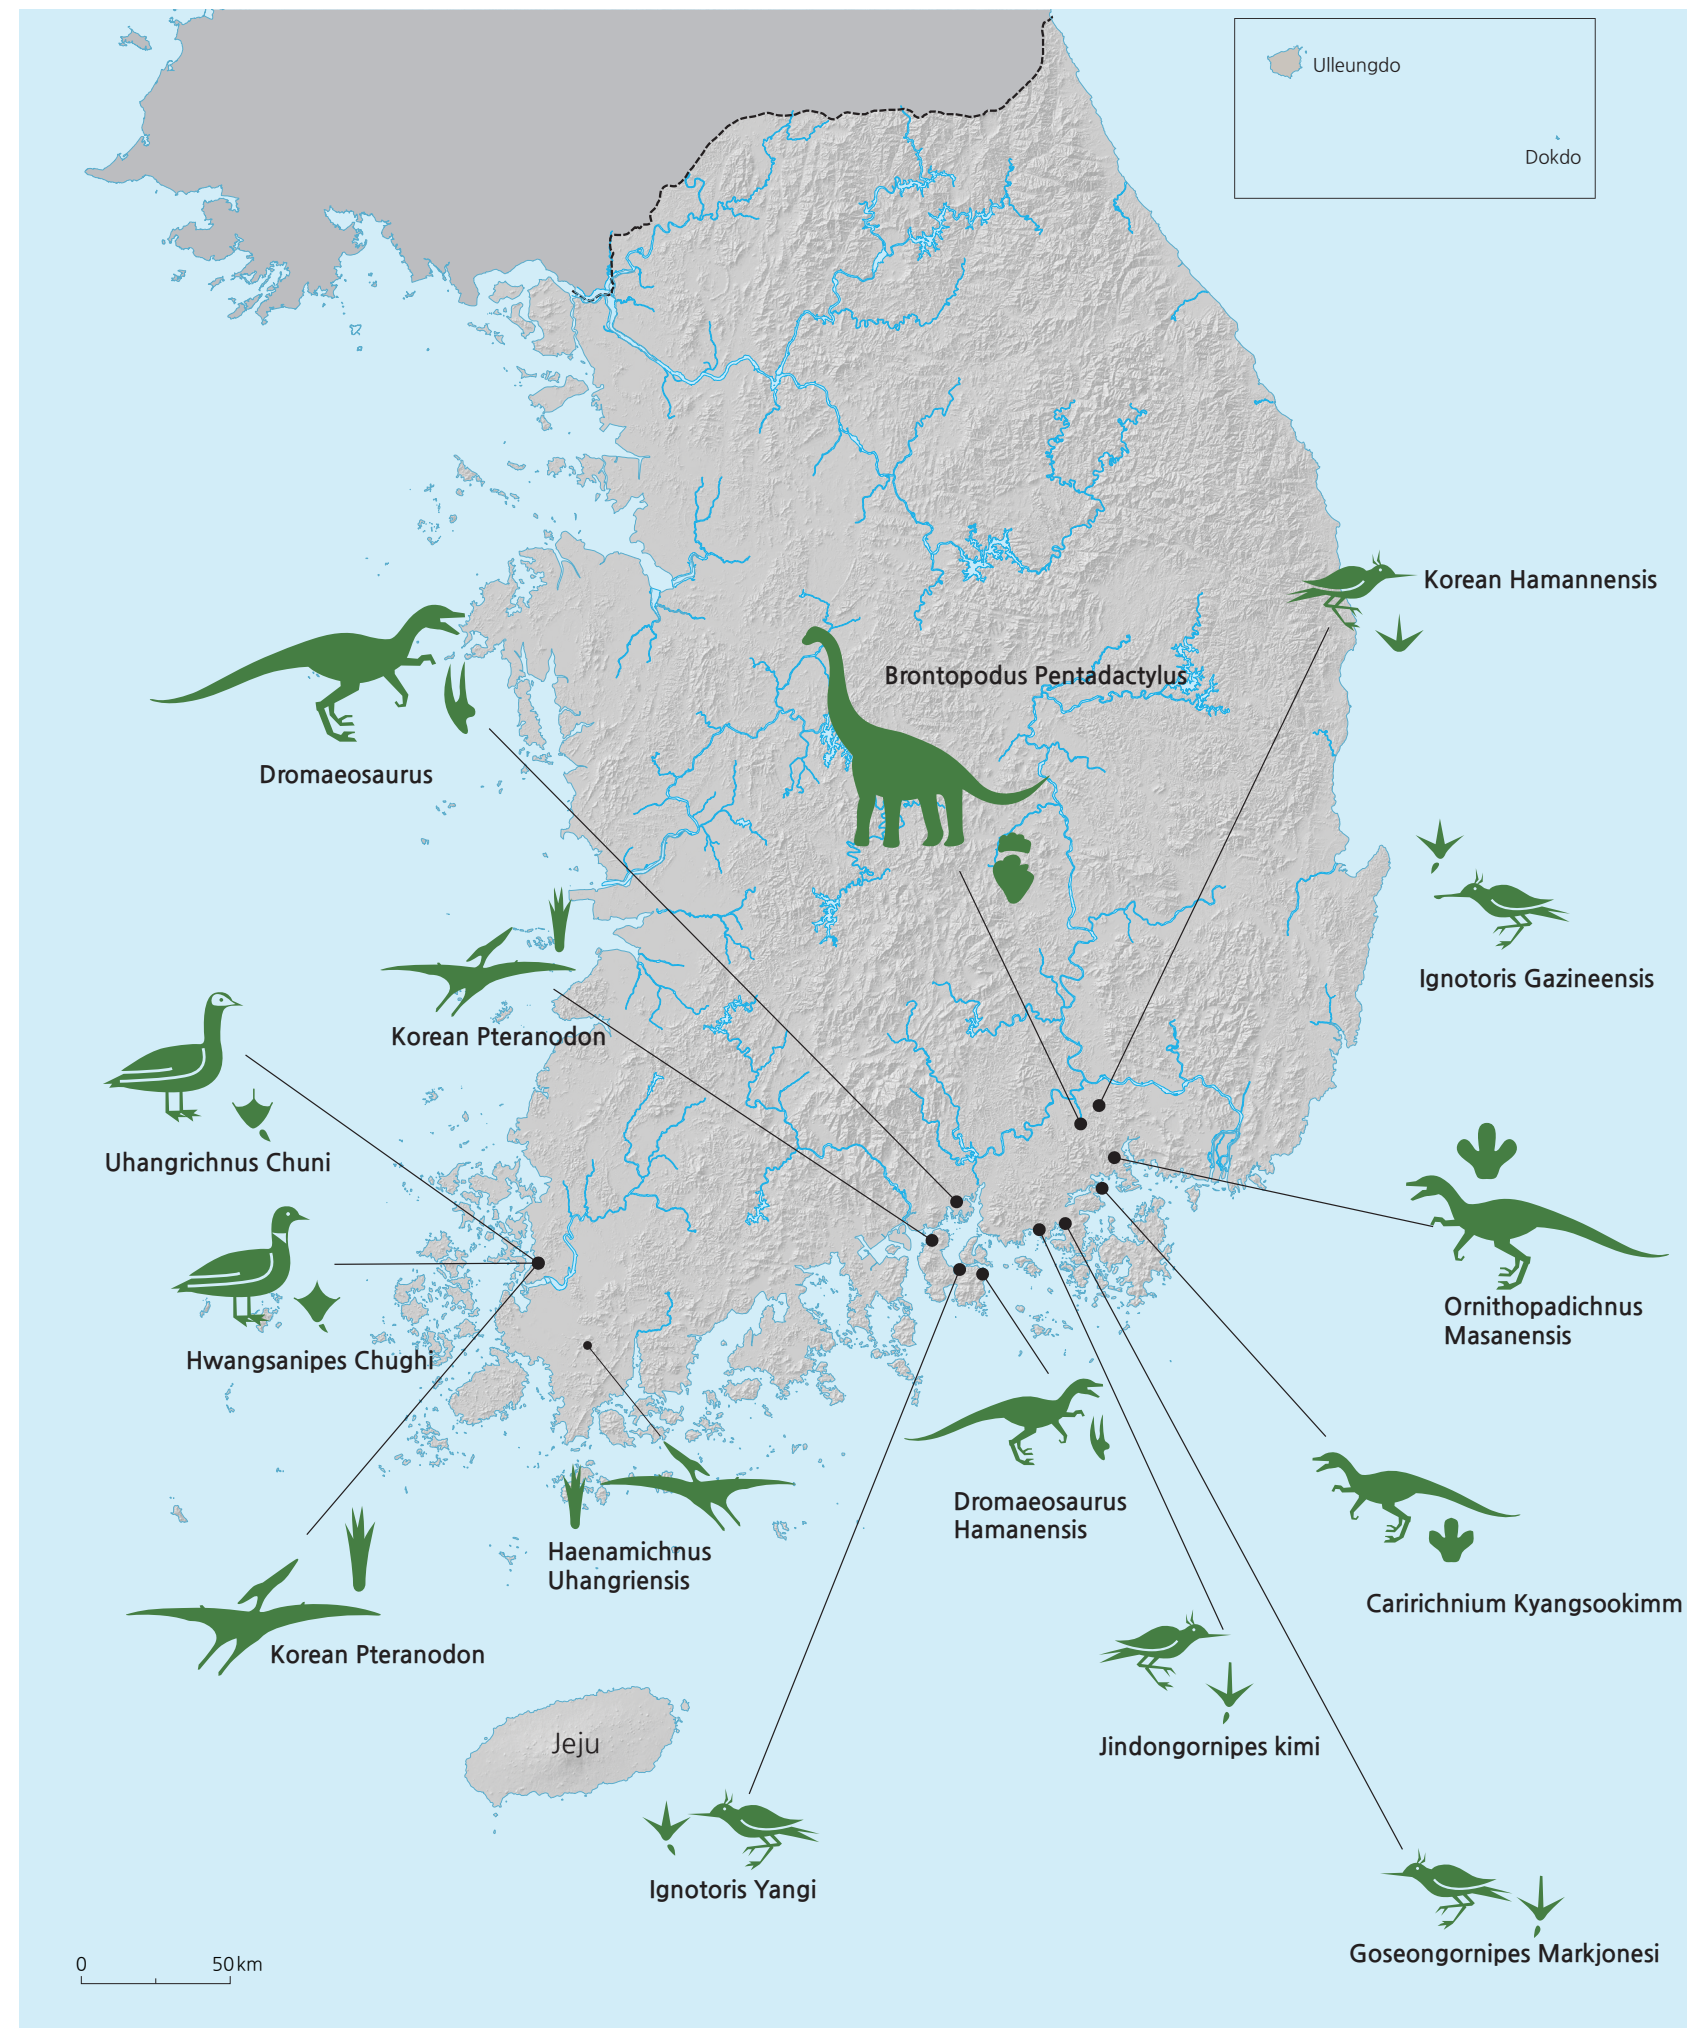 Ulleungdo
Dokdo
Korean Hamannensis
Brontopodus Pentadactylus
Dromaeosaurus
Ignotoris Gazineensis
Korean Pteranodon
Uhangrichnus Chuni
Ornithopadichnus
Masanensis
Hwangsanipes Chughi
Dromaeosaurus
Hamanensis
Haenamichnus
Uhangriensis
Caririchnium Kyangsookimm
Korean Pteranodon
Jeju
Jindongornipes kimi
Ignotoris Yangi
Goseongornipes Markjonesi
0 50 km